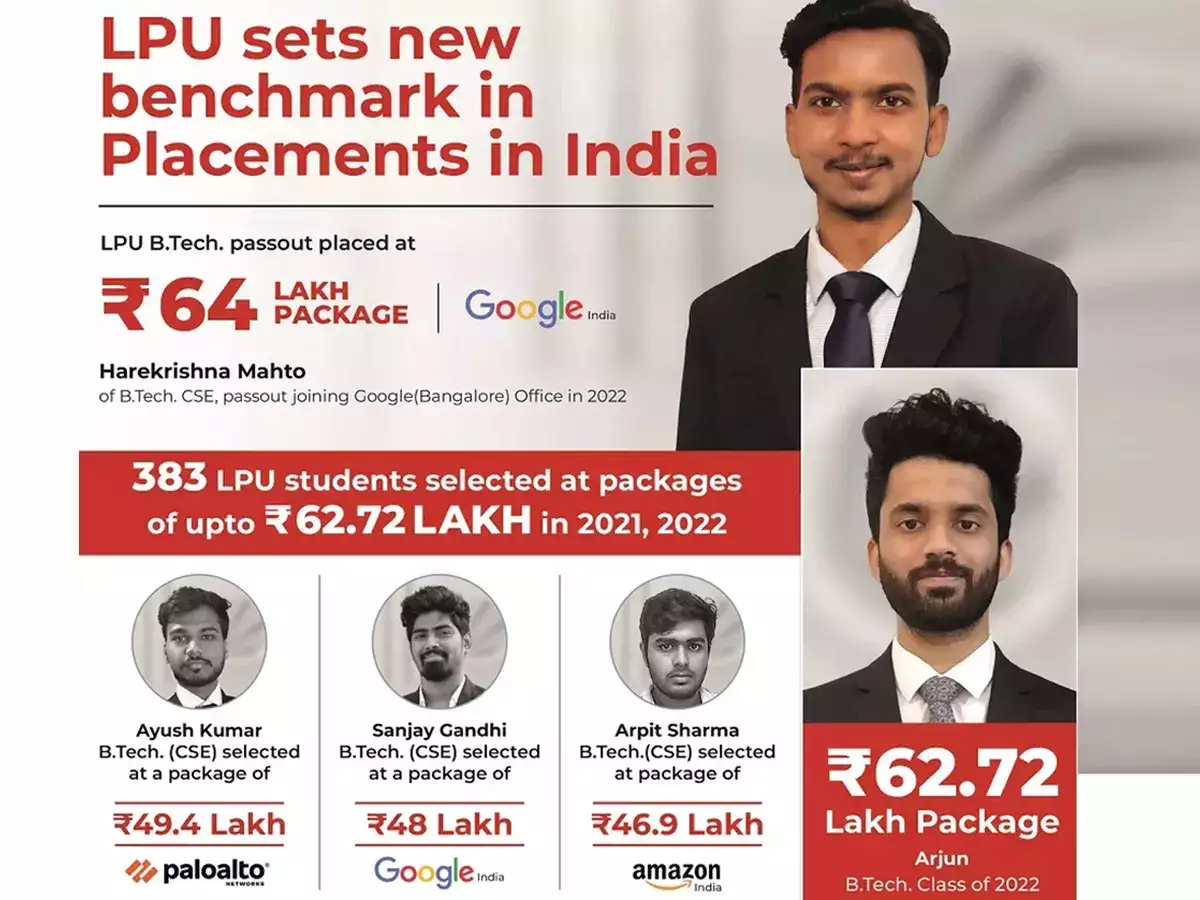 LPU sets new
benchmark in
Placements in India
LPU B.Tech. passout placed at
₹64 LAKH
PACKAGE
Google India
Harekrishna Mahto
of B.Tech. CSE, passout joining Google(Bangalore) Office in 2022
383 LPU students selected at packages
of upto ₹62.72 LAKH in 2021, 2022
Ayush Kumar
B.Tech. (CSE) selected
at a package of
₹49.4 Lakh
paloalto®
NETWORKS
Sanjay Gandhi
B.Tech. (CSE) selected
at a package of
₹48 Lakh
Google India
Arpit Sharma
B.Tech.(CSE) selected
at package of
₹46.9 Lakh
amazon
India
₹62.72
Lakh Package
Arjun
B.Tech. Class of 2022